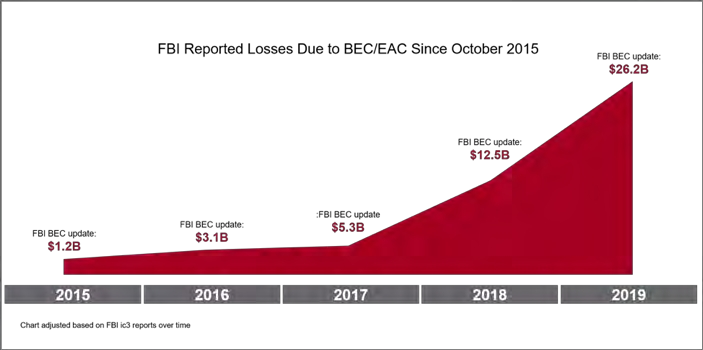 FBI Reported Losses Due to BEC/EAC Since October 2015
FBI BEC update:
$26.2B
FBI BEC update:
$12.5B
:FBI BEC update
$5.3B
FBI BEC update:
$3.1B
FBI BEC update:
$1.2B
2015 2016 2017 2018 2019
Chart adjusted based on FBI ic3 reports over time